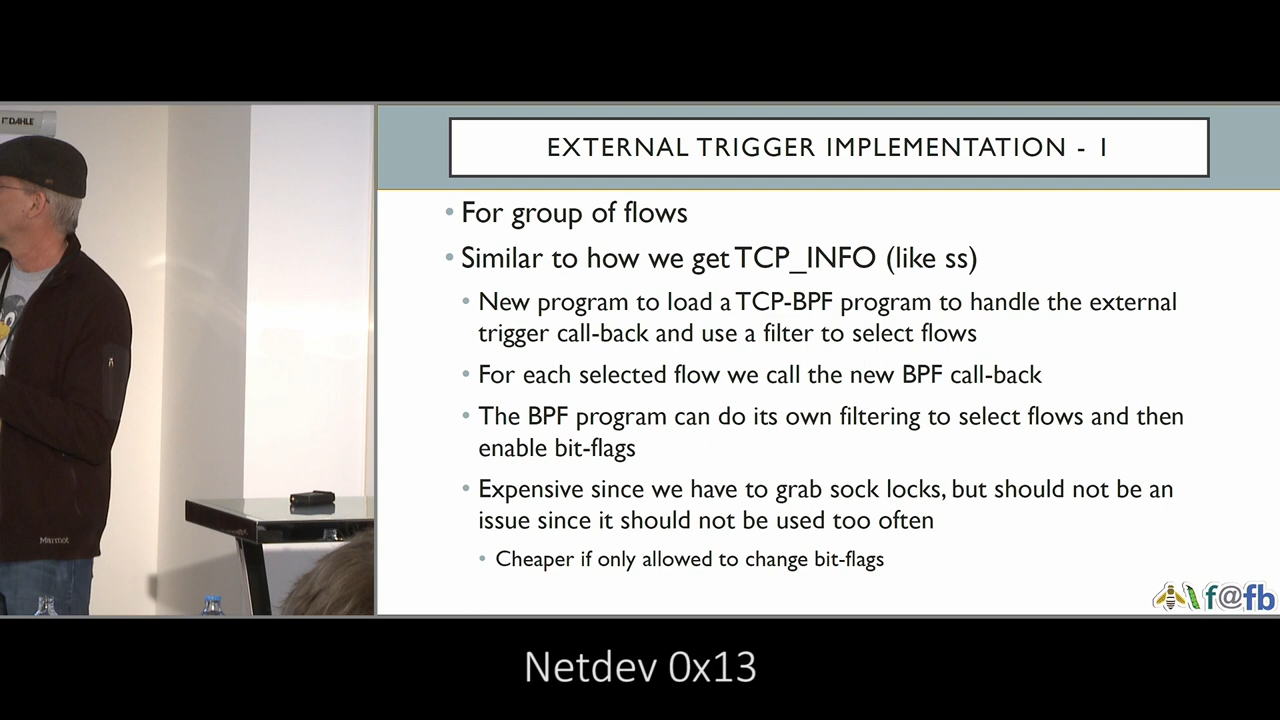 DAHLE
EXTERNAL TRIGGER IMPLEMENTATION - 1
• For group of flows
• Similar to how we get TCP_INFO (like ss)
• New program to load a TCP-BPF program to handle the external
trigger call-back and use a filter to select flows
• For each selected flow we call the new BPF call-back
• The BPF program can do its own filtering to select flows and then
enable bit-flags
• Expensive since we have to grab sock locks, but should not be an
issue since it should not be used too often
• Cheaper if only allowed to change bit-flags
Marmot
f@fb
Netdev 0x13